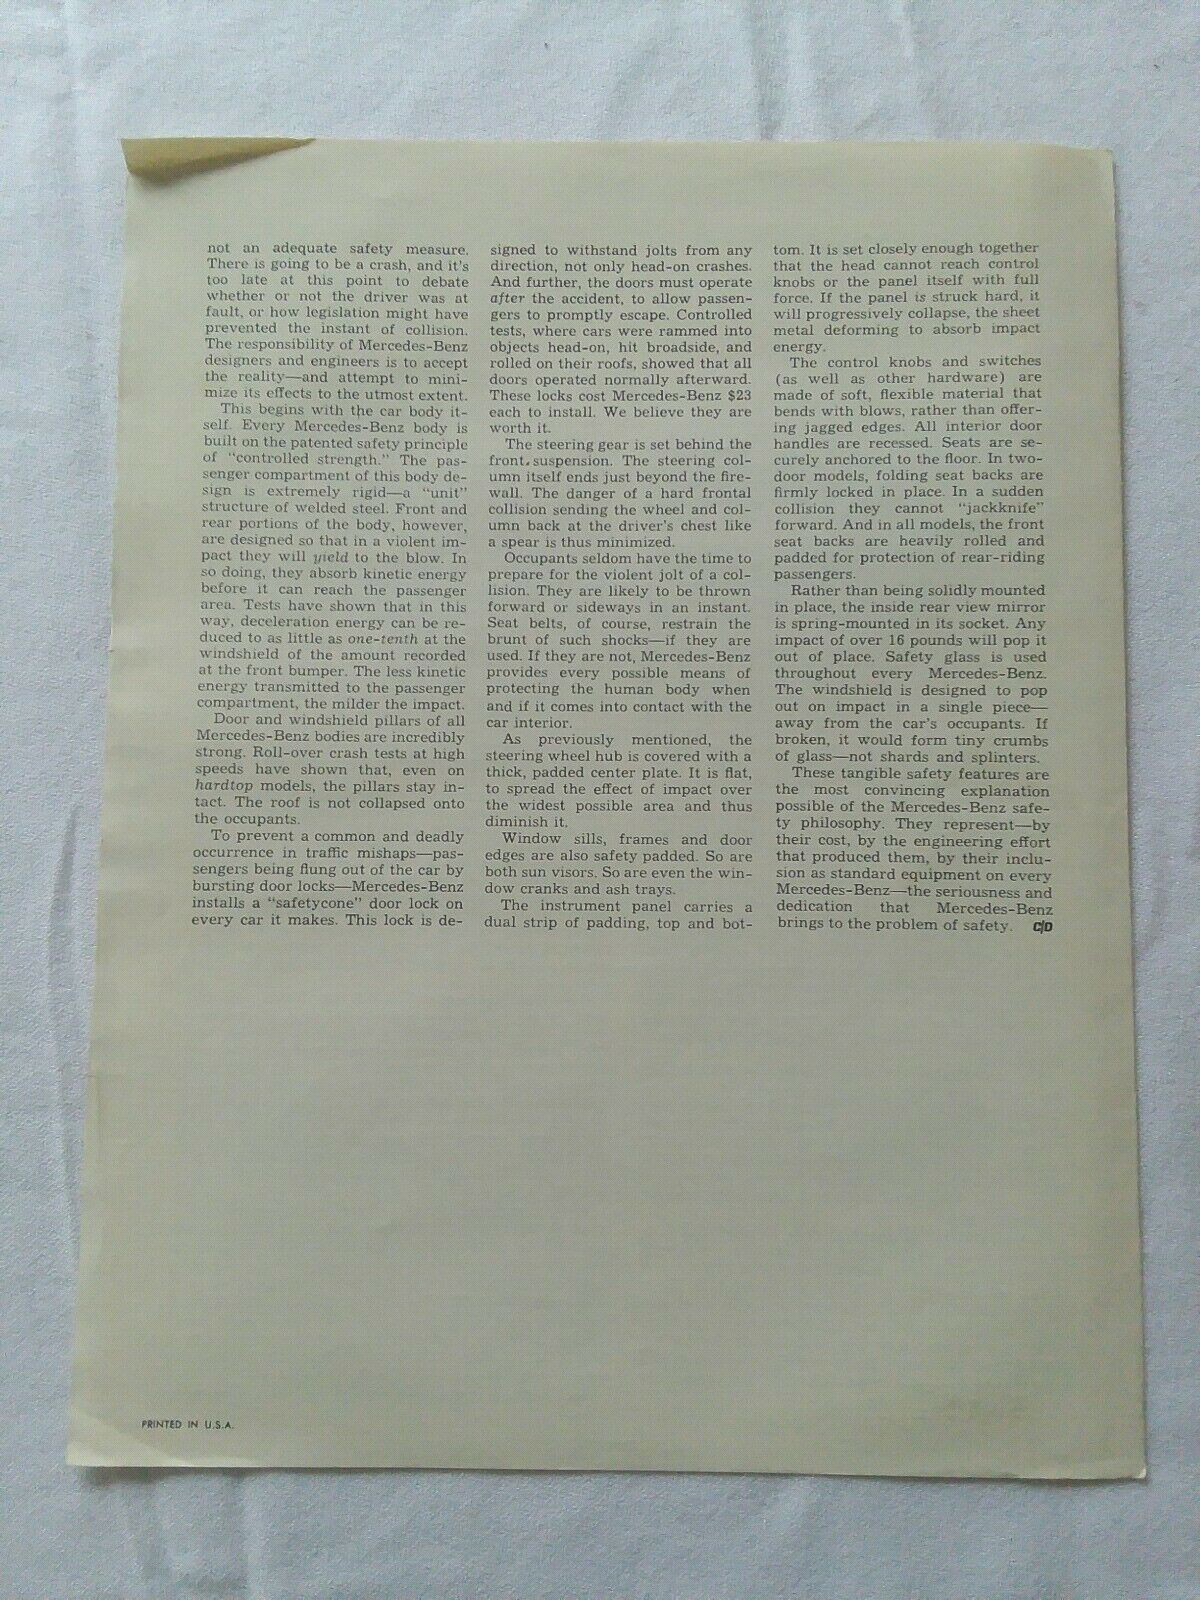 not an adequate safety measure.
There is going to be a crash, and it's
too late at this point to debate
whether or not the driver was at
fault, or how legislation might have
prevented the instant of collision.
The responsibility of Mercedes-Benz
designers and engineers is to accept
the reality—and attempt to mini-
mize its effects to the utmost extent.
This begins with the car body it-
self. Every Mercedes-Benz body is
built on the patented safety principle
of "controlled strength." The pas-
senger compartment of this body de-
sign is extremely rigid—a "unit"
structure of welded steel. Front and
rear portions of the body, however,
are designed so that in a violent im-
pact they will yield to the blow. In
so doing, they absorb kinetic energy
before it can reach the passenger
area. Tests have shown that in this
way, deceleration energy can be re-
duced to as little as one-tenth at the
windshield of the amount recorded
at the front bumper. The less kinetic
energy transmitted to the passenger
compartment, the milder the impact.
Door and windshield pillars of all
Mercedes-Benz bodies are incredibly
strong. Roll-over crash tests at high
speeds have shown that, even on
hardtop models, the pillars stay in-
tact. The roof is not collapsed onto
the occupants.
To prevent a common and deadly
occurrence in traffic mishaps—pas-
sengers being flung out of the car by
bursting door locks—Mercedes-Benz
installs a "safetycone" door lock on
every car it makes. This lock is de-
signed to withstand jolts from any
direction, not only head-on crashes.
And further, the doors must operate
after the accident, to allow passen-
gers to promptly escape. Controlled
tests, where cars were rammed into
objects head-on, hit broadside, and
rolled on their roofs, showed that all
doors operated normally afterward.
These locks cost Mercedes-Benz $23
each to install. We believe they are
worth it.
The steering gear is set behind the
front suspension. The steering col-
umn itself ends just beyond the fire-
wall. The danger of a hard frontal
collision sending the wheel and col-
umn back at the driver's chest like
a spear is thus minimized.
Occupants seldom have the time to
prepare for the violent jolt of a col-
lision. They are likely to be thrown
forward or sideways in an instant.
Seat belts, of course, restrain the
brunt of such shocks—if they are
used. If they are not, Mercedes-Benz
provides every possible means of
protecting the human body when
and if it comes into contact with the
car interior.
As previously mentioned, the
steering wheel hub is covered with a
thick, padded center plate. It is flat,
to spread the effect of impact over
the widest possible area and thus
diminish it.
Window sills, frames and door
edges are also safety padded. So are
both sun visors. So are even the win-
dow cranks and ash trays.
The instrument panel carries a
dual strip of padding, top and bot-
tom. It is set closely enough together
that the head cannot reach control
knobs or the panel itself with full
force. If the panel is struck hard, it
will progressively collapse, the sheet
metal deforming to absorb impact
energy.
The control knobs and switches
(as well as other hardware) are
made of soft, flexible material that
bends with blows, rather than offer-
ing jagged edges. All interior door
handles are recessed. Seats are se-
curely anchored to the floor. In two-
door models, folding seat backs are
firmly locked in place. In a sudden
collision they cannot "jackknife"
forward. And in all models, the front
seat backs are heavily rolled and
padded for protection of rear-riding
passengers.
Rather than being solidly mounted
in place, the inside rear view mirror
is spring-mounted in its socket. Any
impact of over 16 pounds will pop it
out of place. Safety glass is used
throughout every Mercedes-Benz.
The windshield is designed to pop
out on impact in a single piece—
away from the car's occupants. If
broken, it would form tiny crumbs
of glass—not shards and splinters.
These tangible safety features are
the most convincing explanation
possible of the Mercedes-Benz safe-
ty philosophy. They represent—by
their cost, by the engineering effort
that produced them, by their inclu-
sion as standard equipment on every
Mercedes-Benz—the seriousness and
dedication that Mercedes-Benz
brings to the problem of safety. C/D
PRINTED IN U.S.A.